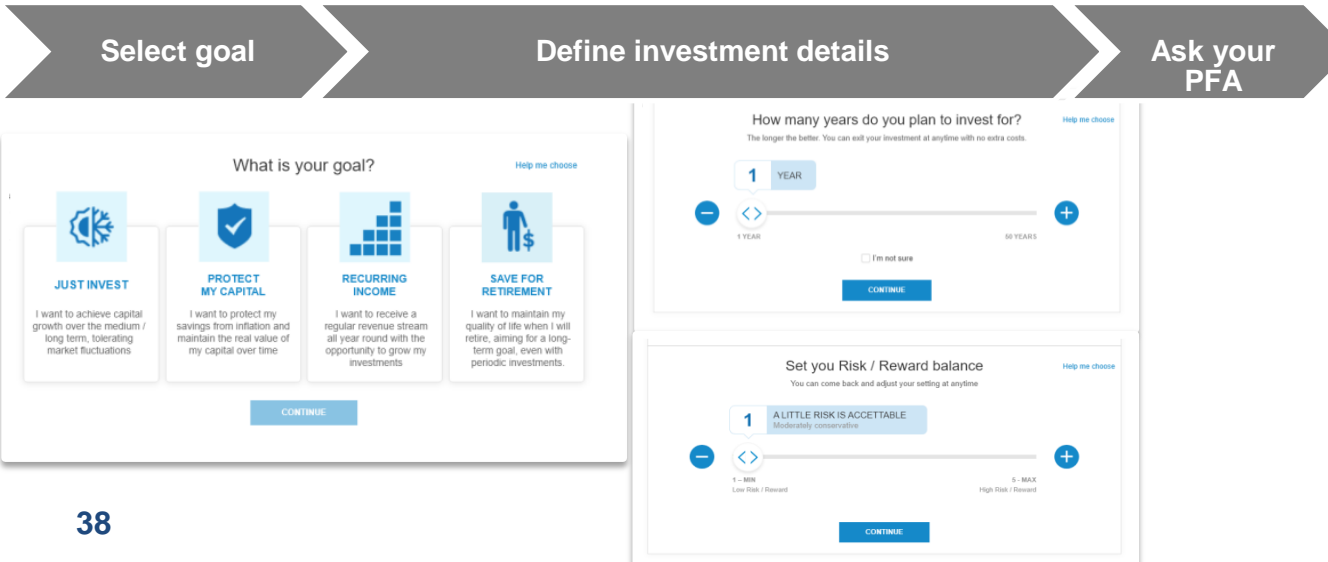 Select goal
Define investment details
Ask your
PFA
What is your goal?
Help me choose
JUST INVEST
I want to achieve capital
growth over the medium /
long term, tolerating
market fluctuations
PROTECT
MY CAPITAL
I want to protect my
savings from inflation and
maintain the real value of
my capital over time
RECURRING
INCOME
I want to receive a
regular revenue stream
all year round with the
opportunity to grow my
investments
$
SAVE FOR
RETIREMENT
I want to maintain my
quality of life when I will
retire, aiming for a long-
term goal, even with
periodic investments.
CONTINUE
How many years do you plan to invest for?
Help me choose
The longer the better. You can exit your investment at anytime with no extra costs.
1 YEAR
1 YEAR
60 YEARS
I'm not sure
CONTINUE
Set you Risk / Reward balance
Help me choose
You can come back and adjust your setting at anytime
1
A LITTLE RISK IS ACCETTABLE
Moderately conservative
1 – MIN
Low Risk / Reward
5 - MAX
High Risk / Reward
CONTINUE
38